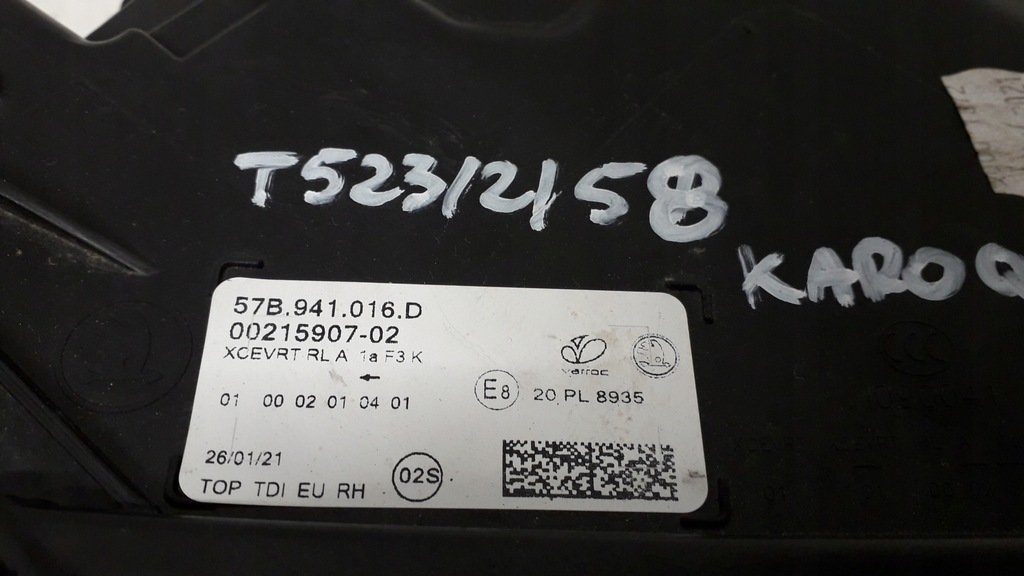 T523/2/58
KAROQ
57B.941.016.D
00215907-02
XCEVRT RL A 1a F3 K
varroc
01 00 02 01 04 01
E8
20 PL 8935
26/01/21
02S
TOP TDI EU RH